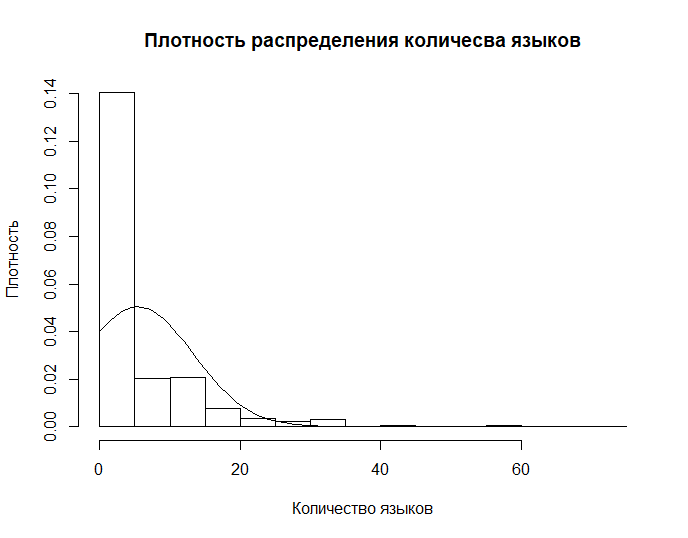 Плотность распределения количесва языков
Плотность
0.00 0.02 0.04 0.06 0.08 0.10 0.12 0.14
0 20 40 60
Количество языков